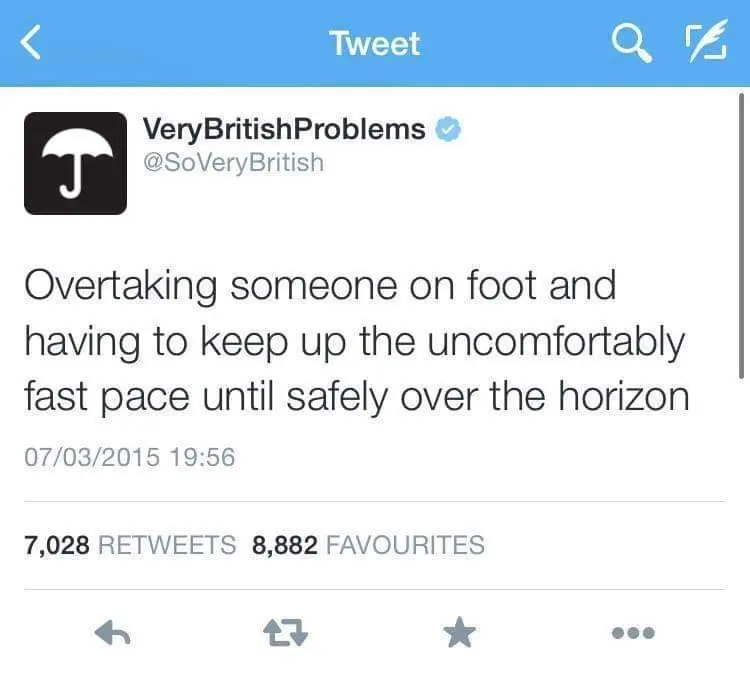 Tweet
VeryBritishProblems
@SoVeryBritish
Overtaking someone on foot and
having to keep up the uncomfortably
fast pace until safely over the horizon
07/03/2015 19:56
7,028 RETWEETS 8,882 FAVOURITES